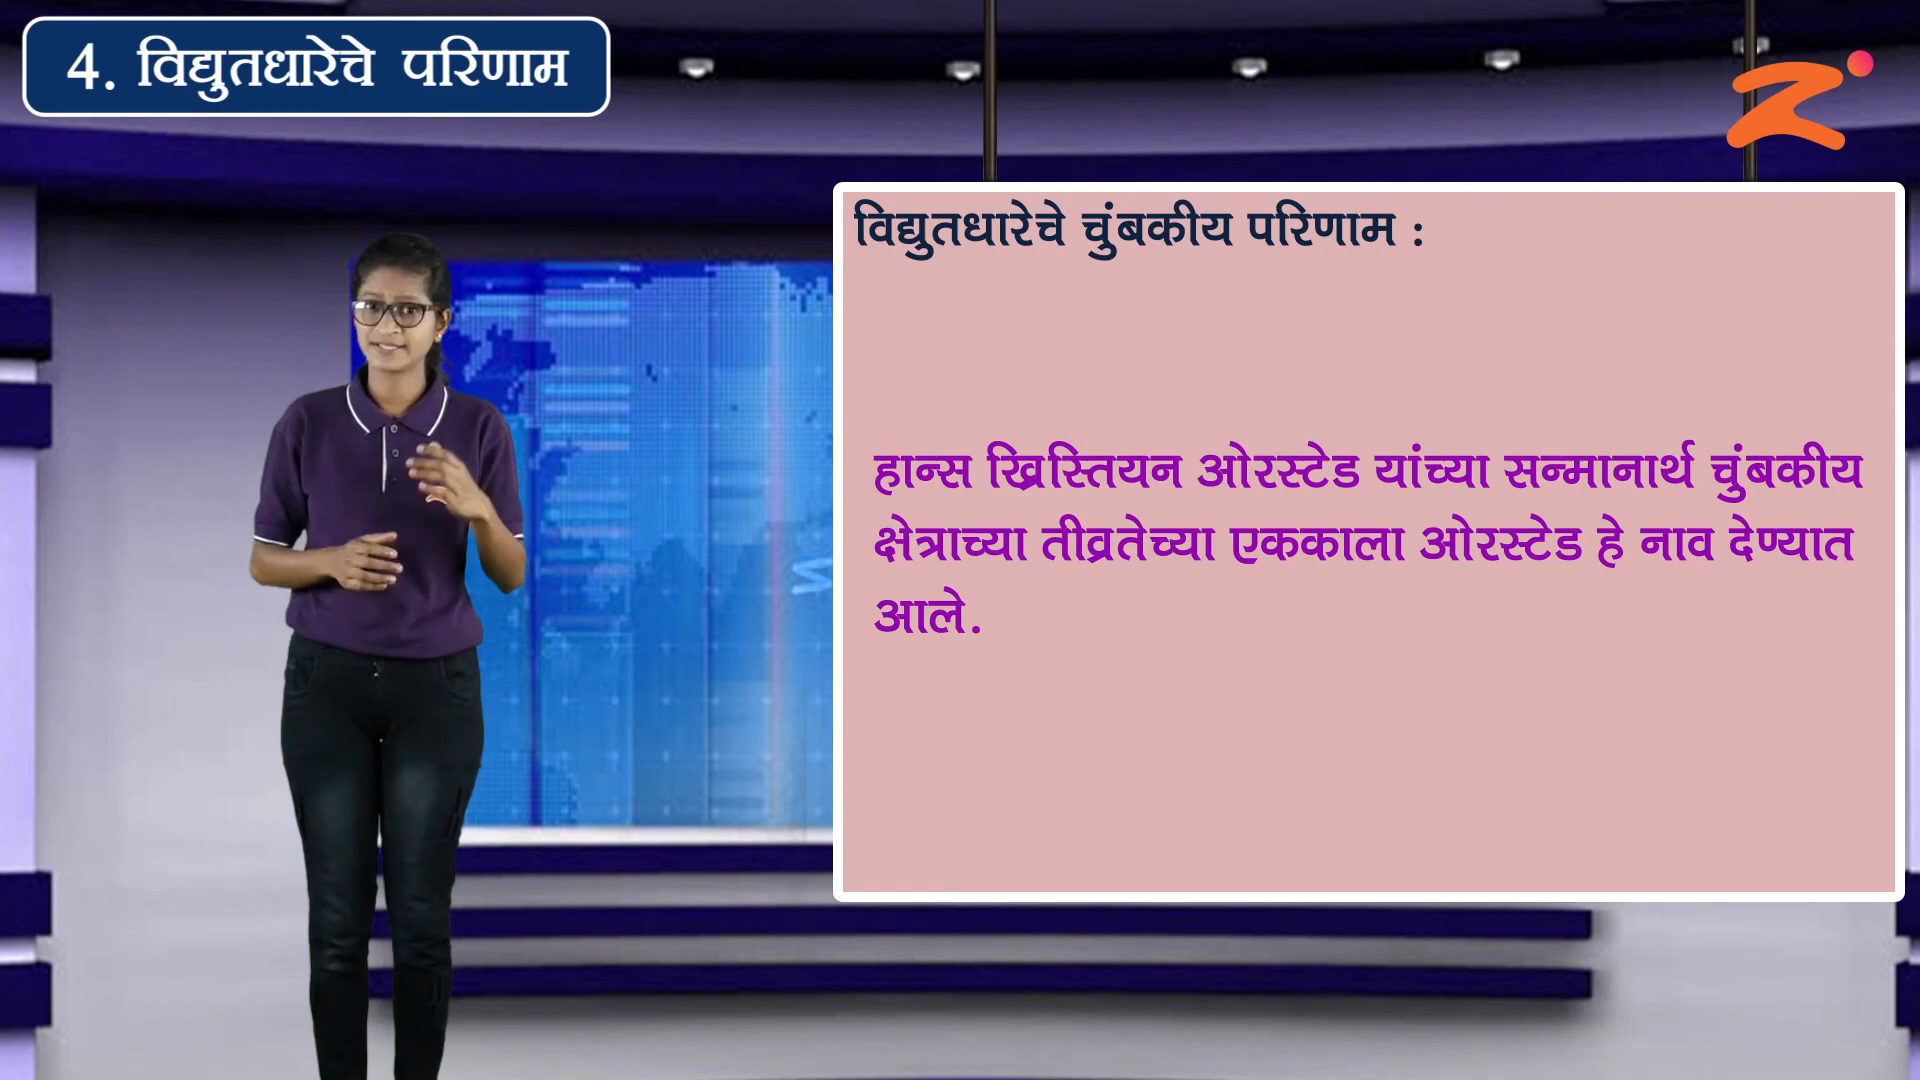 4. विद्युतधारेचे परिणाम
विद्युतधारेचे चुंबकीय परिणाम :
हान्स ख्रिस्तियन ओरस्टेड यांच्या सन्मानार्थ चुंबकीय
क्षेत्राच्या तीव्रतेच्या एककाला ओरस्टेड हे नाव देण्यात
आले.